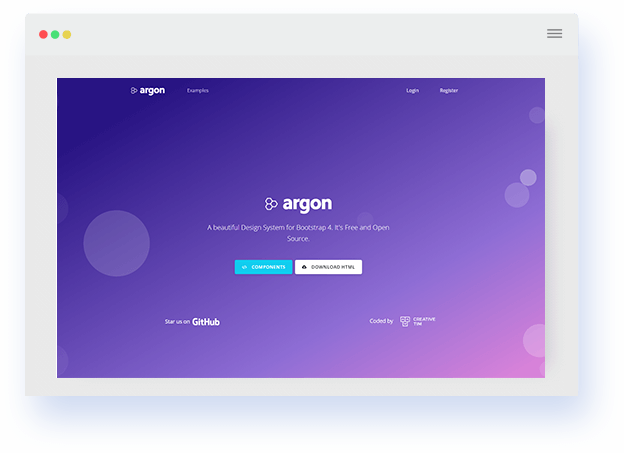 argon Examples Login Register
argon
A beautiful Design System for Bootstrap 4. It's Free and Open
Source.
</> COMPONENTS DOWNLOAD HTML
Star us on GitHub Coded by CREATIVE
TIM